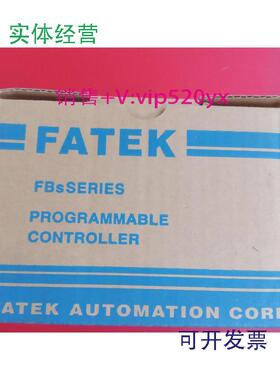 实体经营
销售+V:vip520yx
FATEK
FBsSERIES
PROGRAMMABLE
CONTROLLER
FATEK AUTOMATION CORP
可开发票